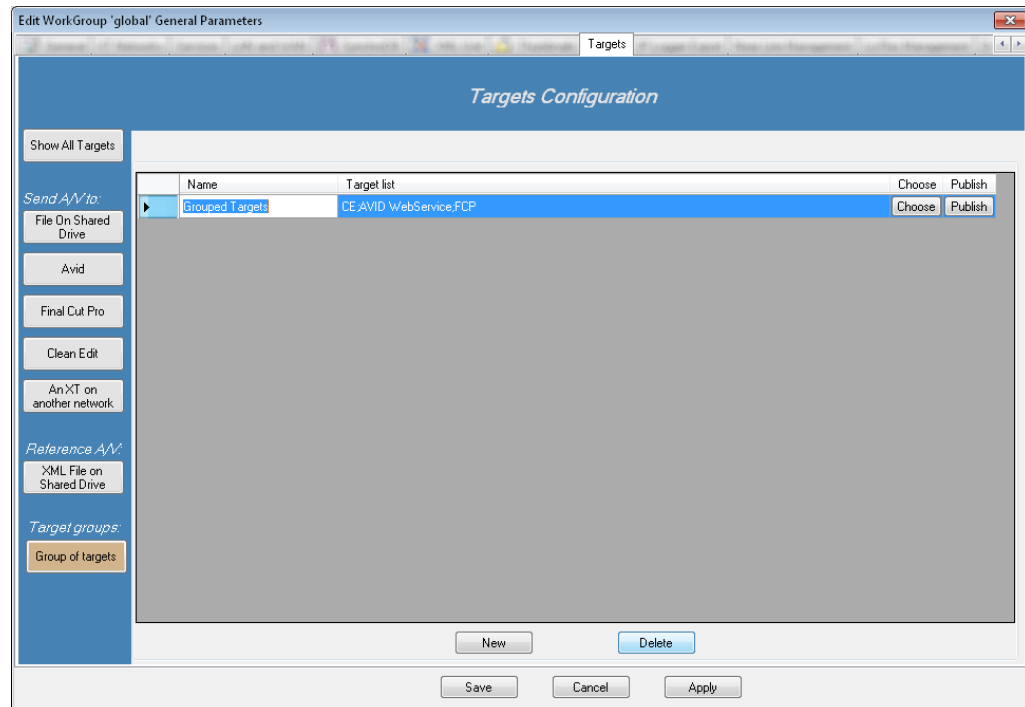 Edit WorkGroup 'global' General Parameters
Targets
Targets Configuration
Show All Targets
Send A/V to:
File On Shared
Drive
Avid
Final Cut Pro
Clean Edit
An XT on
another network
Reference A/V:
XML File on
Shared Drive
Target groups:
Group of targets
Name Target list Choose Publish
Grouped Targets CE;AVID WebService;FCP Choose Publish
New Delete
Save Cancel Apply